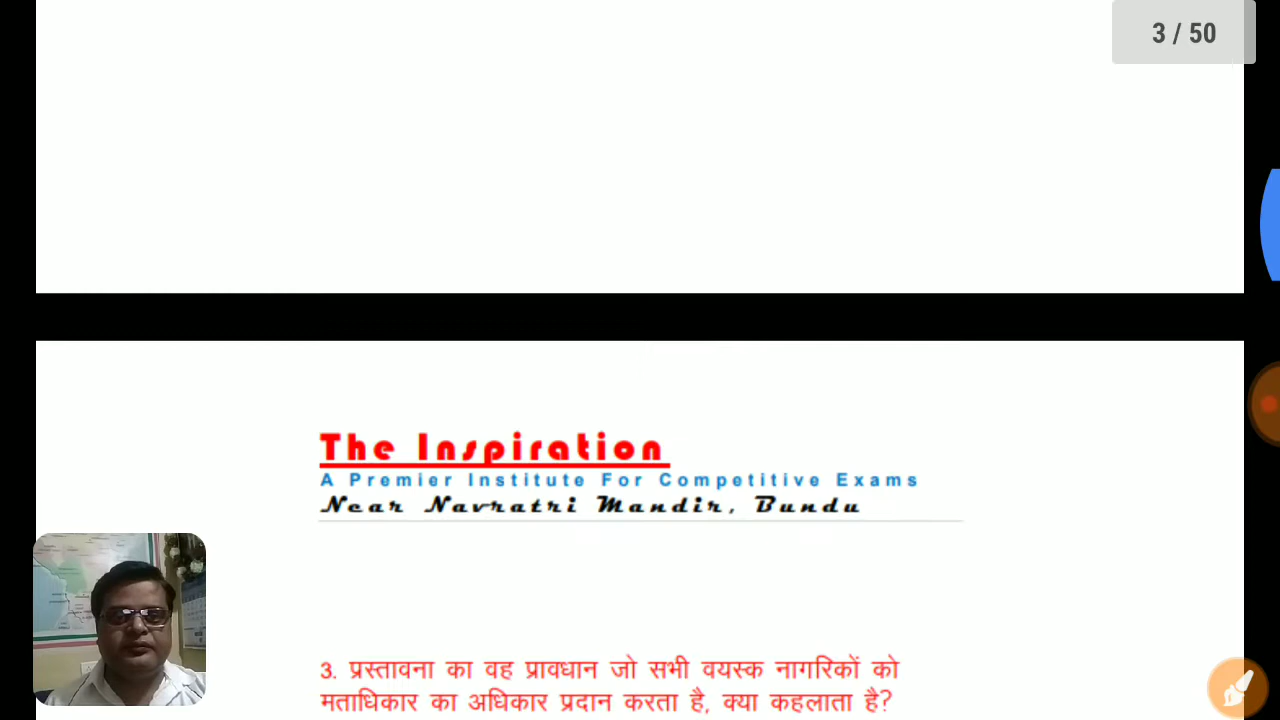 3 / 50
The Inspiration
A Premier Institute For Competitive Exams
Near Navratri Mandir, Bundu
3. प्रस्तावना का वह प्रावधान जो सभी वयस्क नागरिकों को
मताधिकार का अधिकार प्रदान करता है, क्या कहलाता है?